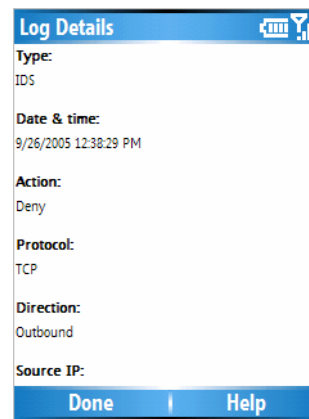 Log Details
Type:
IDS
Date & time:
9/26/2005 12:38:29 PM
Action:
Deny
Protocol:
TCP
Direction:
Outbound
Source IP:
Done Help